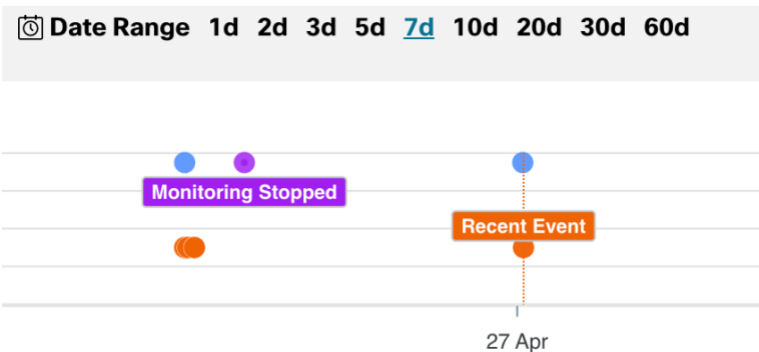 Date Range 1d 2d 3d 5d 7d 10d 20d 30d 60d
Monitoring Stopped
Recent Event
27 Apr